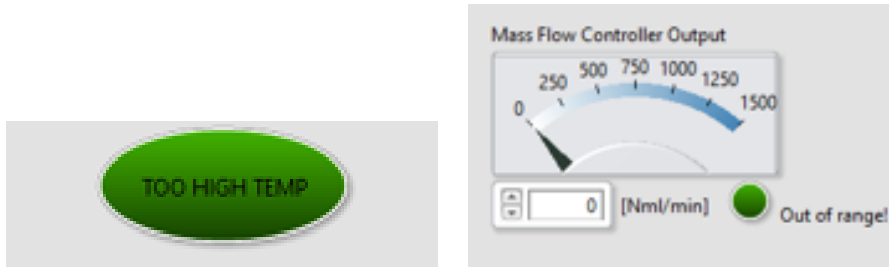 TOO HIGH TEMP
Mass Flow Controller Output
0 250 500 750 1000 1250 1500
0 [Nml/min] Out of range!